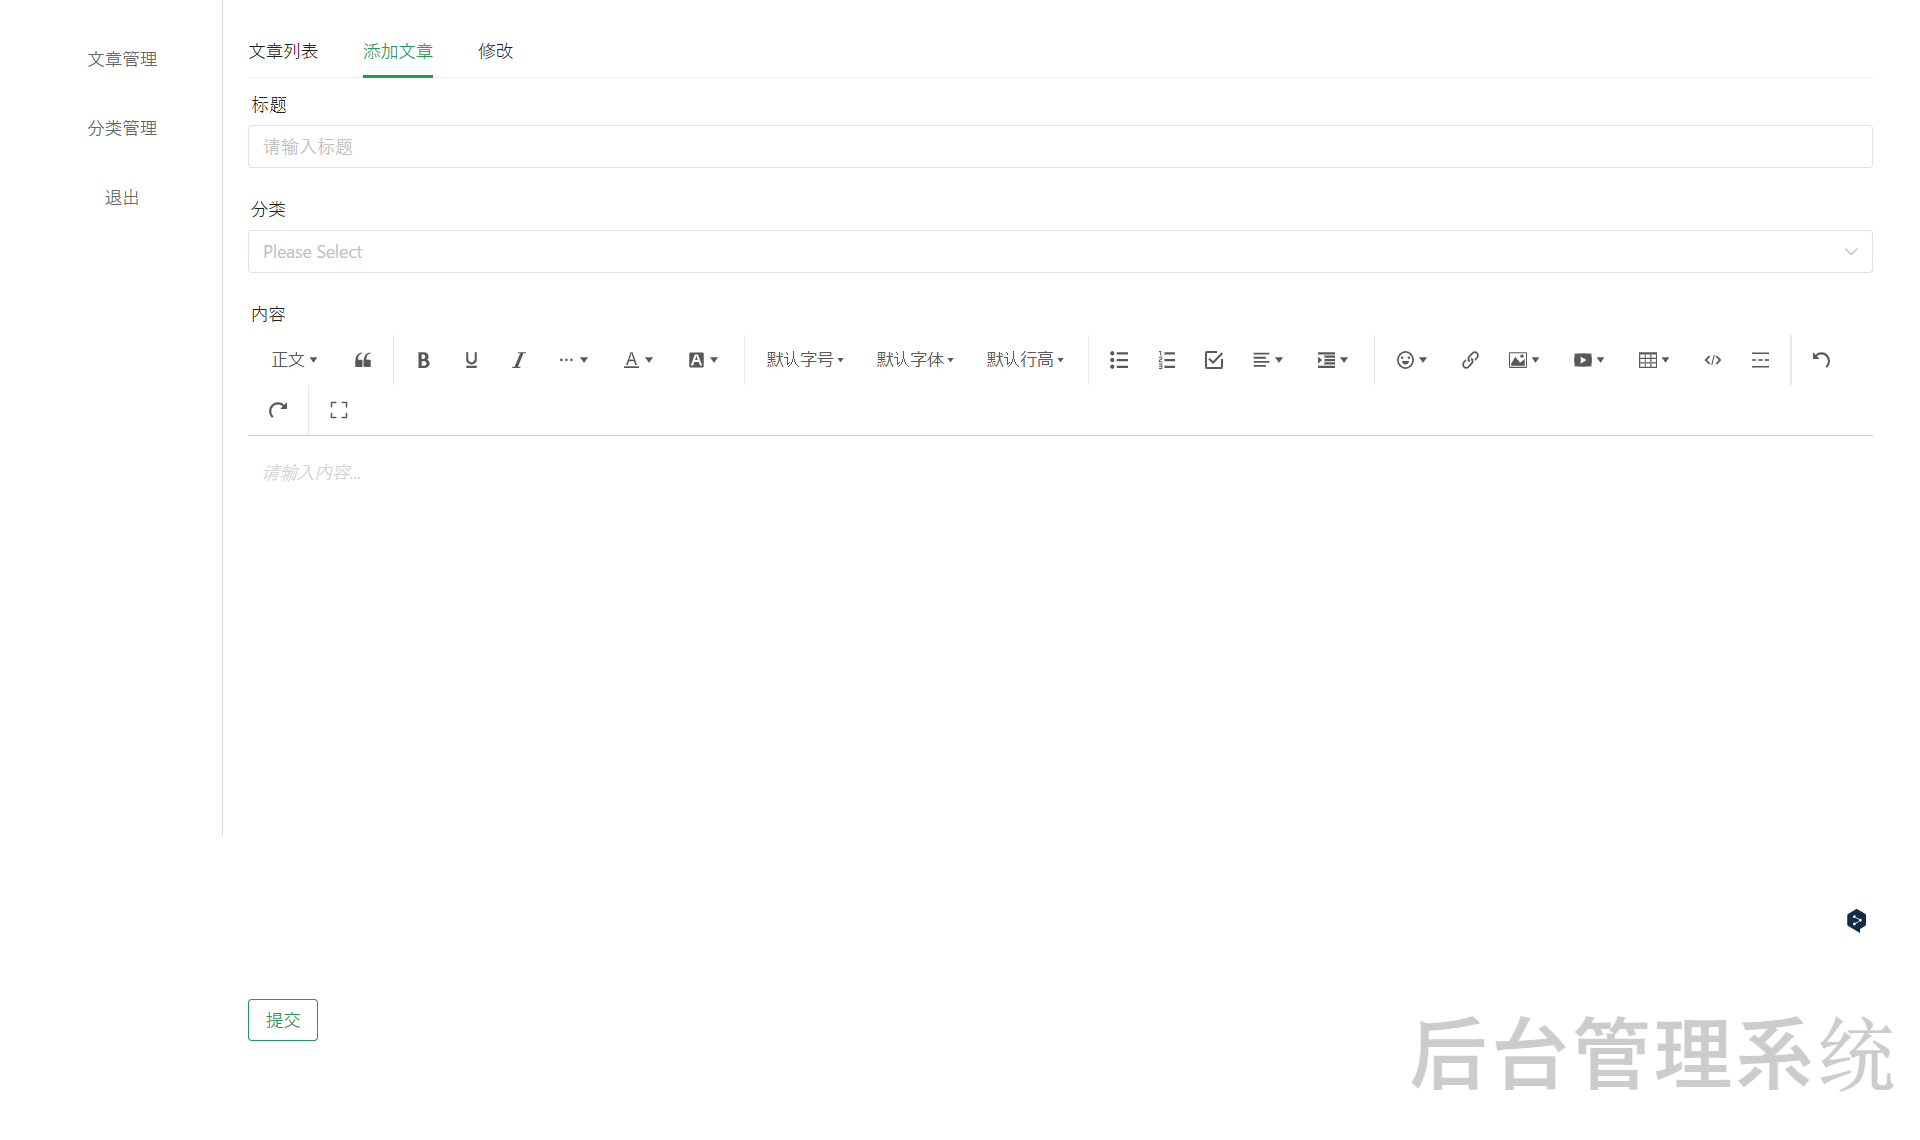 文章管理
分类管理
退出
文章列表 添加文章 修改
标题
请输入标题
分类
Please Select
内容
正文 默认字号 默认字体 默认行高
请输入内容...
提交
后台管理系统